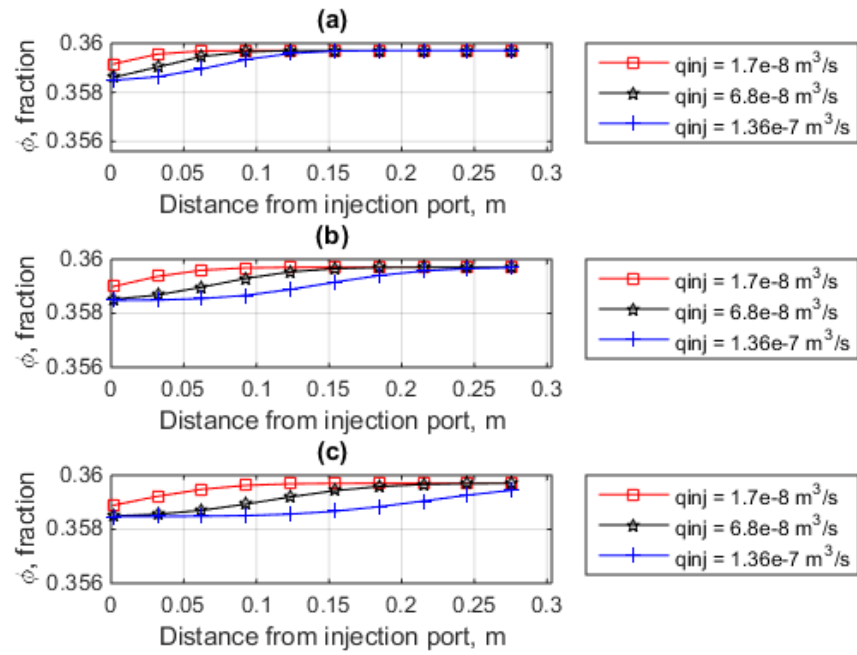 (a)
0.36
0.358
0.356
ϕ, fraction
0 0.05 0.1 0.15 0.2 0.25 0.3
Distance from injection port, m
qinj = 1.7e-8 m³/s
qinj = 6.8e-8 m³/s
qinj = 1.36e-7 m³/s
(b)
0.36
0.358
0.356
ϕ, fraction
0 0.05 0.1 0.15 0.2 0.25 0.3
Distance from injection port, m
qinj = 1.7e-8 m³/s
qinj = 6.8e-8 m³/s
qinj = 1.36e-7 m³/s
(c)
0.36
0.358
0.356
ϕ, fraction
0 0.05 0.1 0.15 0.2 0.25 0.3
Distance from injection port, m
qinj = 1.7e-8 m³/s
qinj = 6.8e-8 m³/s
qinj = 1.36e-7 m³/s